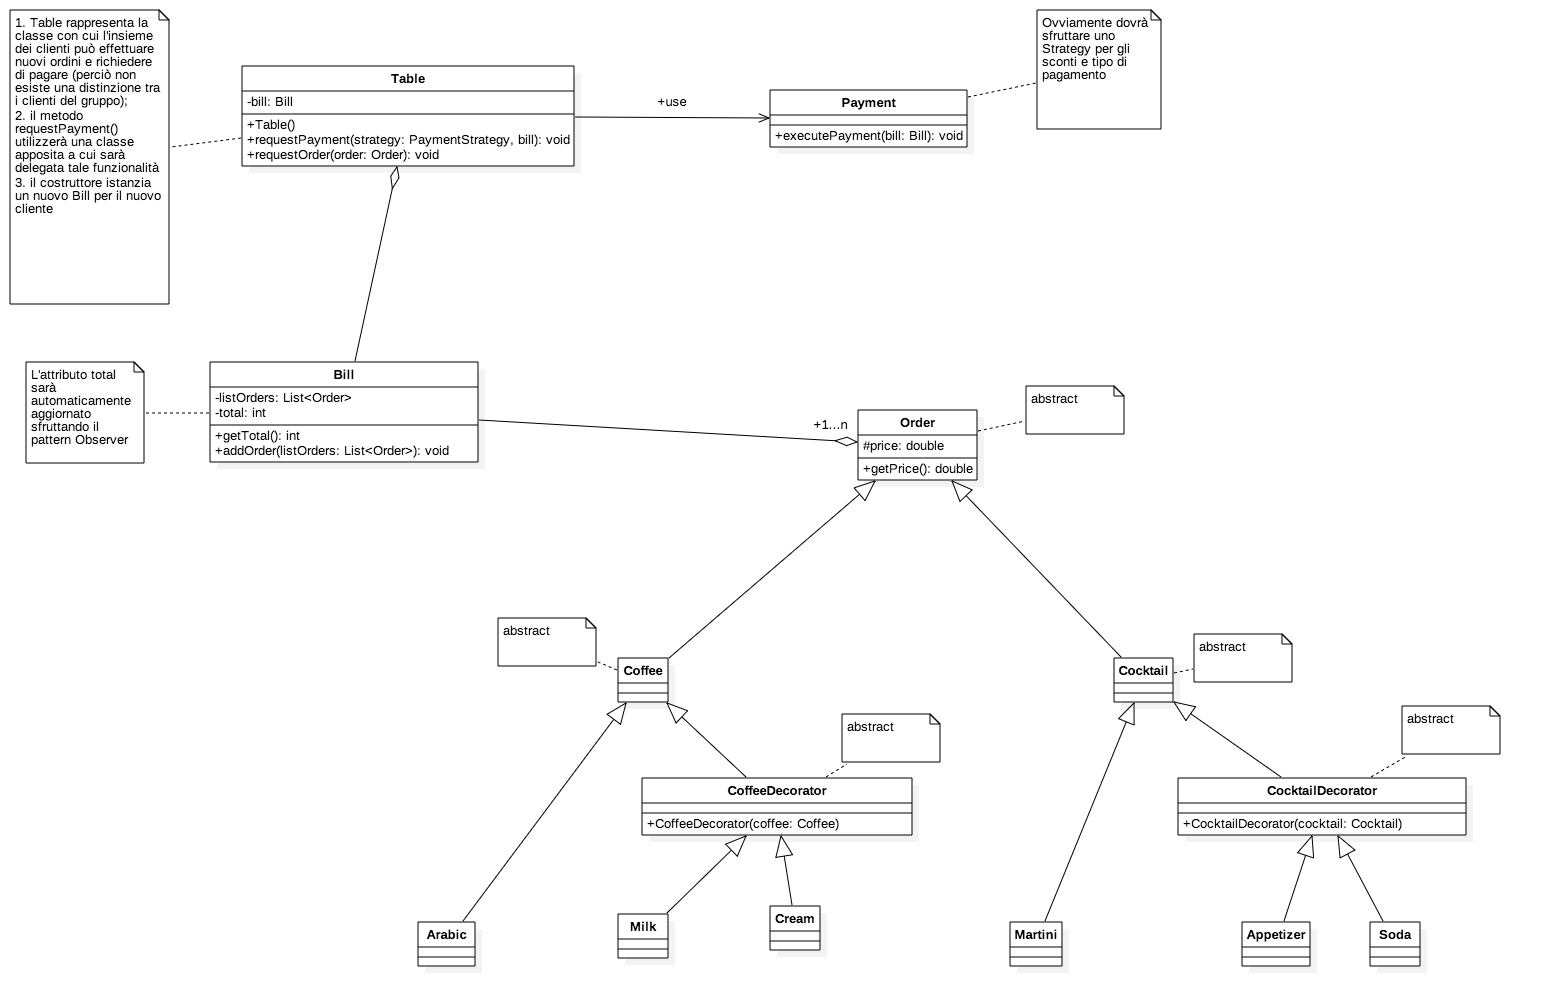 1. Table rappresenta la
classe con cui l'insieme
dei clienti può effettuare
nuovi ordini e richiedere
di pagare (perciò non
esiste una distinzione tra
i clienti del gruppo);
2. il metodo
requestPayment()
utilizzerà una classe
apposita a cui sarà
delegata tale funzionalità
3. il costruttore istanzia
un nuovo Bill per il nuovo
cliente
Table
-bill: Bill
+Table()
+requestPayment(strategy: PaymentStrategy, bill): void
+requestOrder(order: Order): void
+use
Payment
+executePayment(bill: Bill): void
Ovviamente dovrà
sfruttare uno
Strategy per gli
sconti e tipo di
pagamento
L'attributo total
sarà
automaticamente
aggiornato
sfruttando il
pattern Observer
Bill
-listOrders: List<Order>
-total: int
+getTotal(): int
+addOrder(listOrders: List<Order>): void
+1...n
Order
#price: double
+getPrice(): double
abstract
abstract
Coffee
Cocktail
abstract
abstract
CoffeeDecorator
+CoffeeDecorator(coffee: Coffee)
abstract
CocktailDecorator
+CocktailDecorator(cocktail: Cocktail)
Arabic
Milk
Cream
Martini
Appetizer
Soda